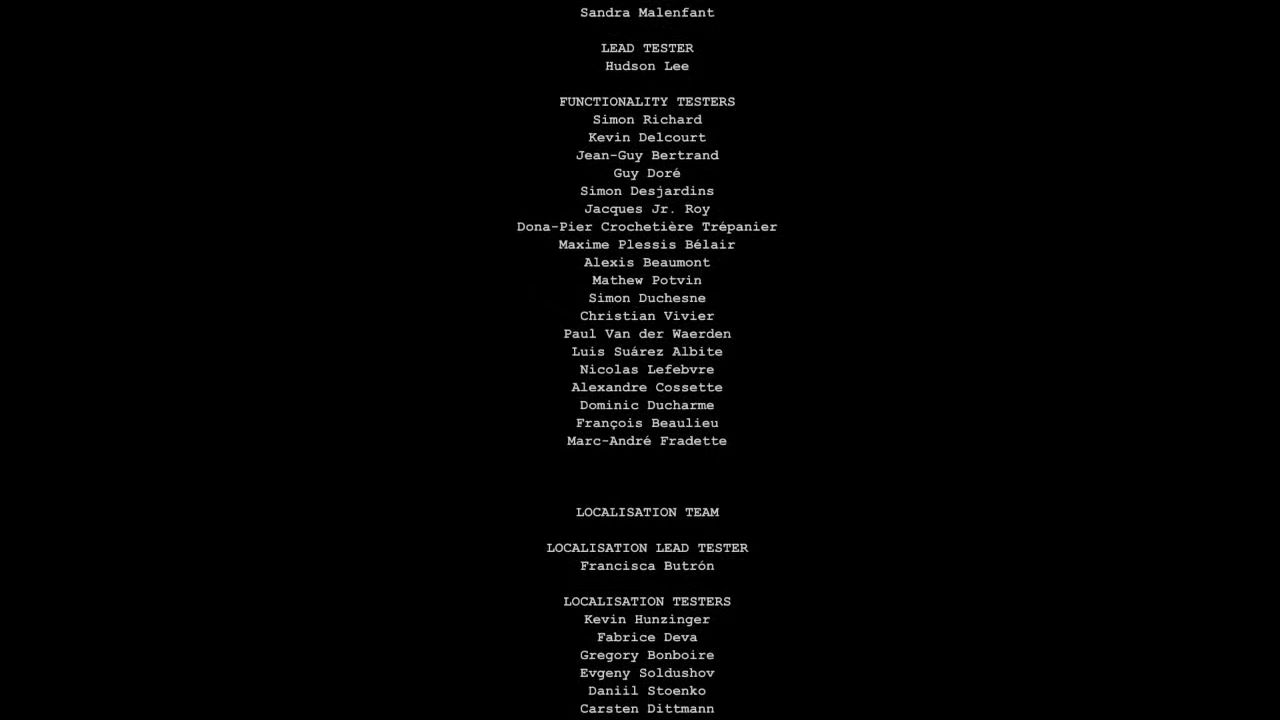 Sandra Malenfant
LEAD TESTER
Hudson Lee
FUNCTIONALITY TESTERS
Simon Richard
Kevin Delcourt
Jean-Guy Bertrand
Guy Doré
Simon Desjardins
Jacques Jr. Roy
Dona-Pier Crochetière Trépanier
Maxime Plessis Bélair
Alexis Beaumont
Mathew Potvin
Simon Duchesne
Christian Vivier
Paul Van der Waerden
Luis Suárez Albite
Nicolas Lefebvre
Alexandre Cossette
Dominic Ducharme
François Beaulieu
Marc-André Fradette
LOCALISATION TEAM
LOCALISATION LEAD TESTER
Francisca Butrón
LOCALISATION TESTERS
Kevin Hunzinger
Fabrice Deva
Gregory Bonboire
Evgeny Soldushov
Daniil Stoenko
Carsten Dittmann